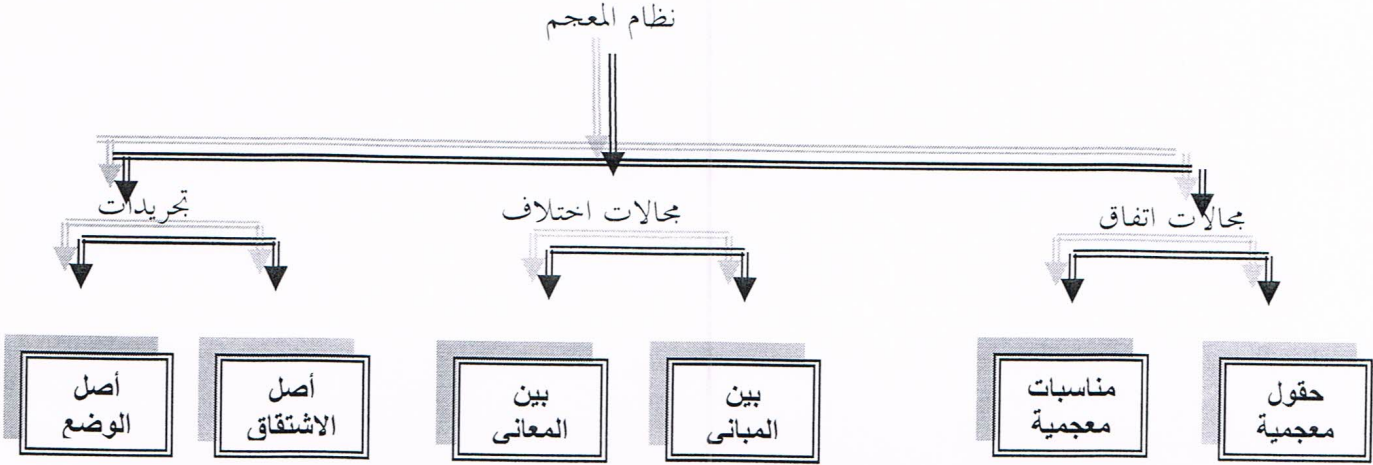 نظام المعجم
مجالات اتفاق
مجالات اختلاف
تجريدات
حقول
معجمية
مناسبات
معجمية
بين
المبانى
بين
المعانى
أصل
الاشتقاق
أصل
الوضع